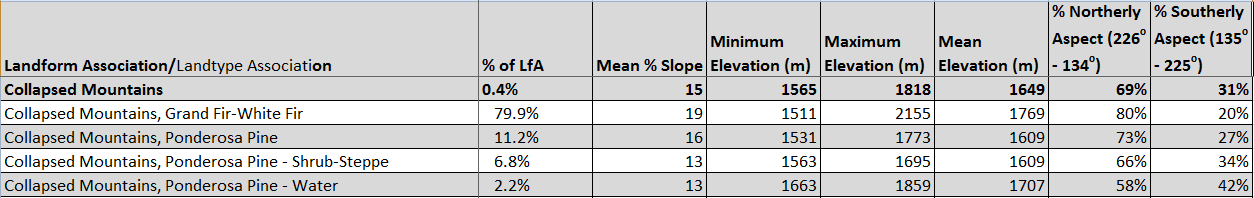 Landform Association/Landtype Association | % of LfA | Mean % Slope | Minimum Elevation (m) | Maximum Elevation (m) | Mean Elevation (m) | % Northerly Aspect (226° - 134°) | % Southerly Aspect (135° - 225°)
Collapsed Mountains | 0.4% | 15 | 1565 | 1818 | 1649 | 69% | 31%
Collapsed Mountains, Grand Fir-White Fir | 79.9% | 19 | 1511 | 2155 | 1769 | 80% | 20%
Collapsed Mountains, Ponderosa Pine | 11.2% | 16 | 1531 | 1773 | 1609 | 73% | 27%
Collapsed Mountains, Ponderosa Pine - Shrub-Steppe | 6.8% | 13 | 1563 | 1695 | 1609 | 66% | 34%
Collapsed Mountains, Ponderosa Pine - Water | 2.2% | 13 | 1663 | 1859 | 1707 | 58% | 42%